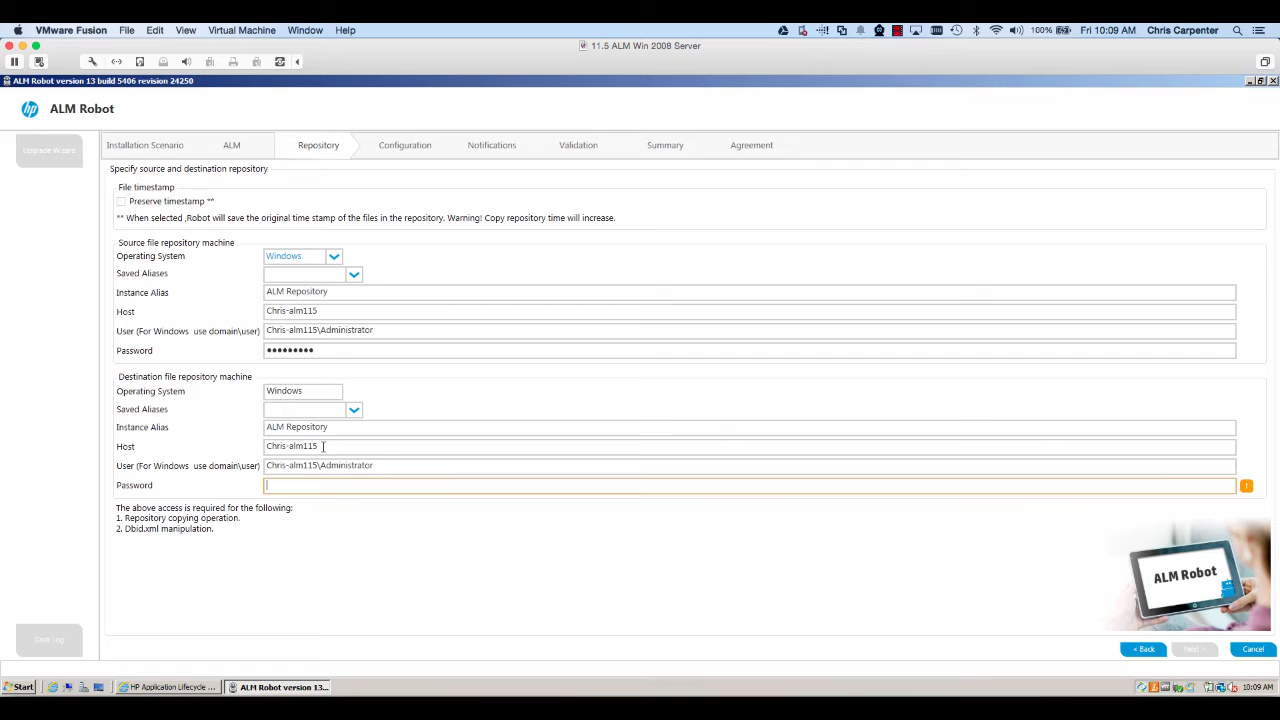 VMware Fusion File Edit View Virtual Machine Window Help 100% Fri 10:09 AM Chris Carpenter
11.5 ALM Win 2008 Server
ALM Robot version 13 build 5406 revision 24250
hp ALM Robot
Upgrade Wizard
Installation Scenario ALM Repository Configuration Notifications Validation Summary Agreement
Specify source and destination repository
File timestamp
Preserve timestamp **
** When selected ,Robot will save the original time stamp of the files in the repository. Warning! Copy repository time will increase.
Source file repository machine
Operating System Windows
Saved Aliases
Instance Alias ALM Repository
Host Chris-alm115
User (For Windows use domain\user) Chris-alm115\Administrator
Password •••••••••
Destination file repository machine
Operating System Windows
Saved Aliases
Instance Alias ALM Repository
Host Chris-alm115
User (For Windows use domain\user) Chris-alm115\Administrator
Password !
The above access is required for the following:
1. Repository copying operation.
2. Dbid.xml manipulation.
ALM Robot
Grab Log
< Back Next > Cancel
Start HP Application Lifecycle ... ALM Robot version 13... 10:09 AM